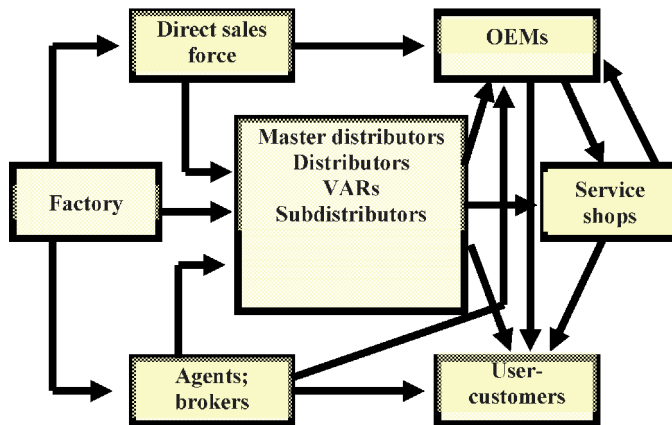 Direct sales
force
OEMs
Master distributors
Distributors
VARs
Subdistributors
Factory
Service
shops
Agents;
brokers
User-
customers